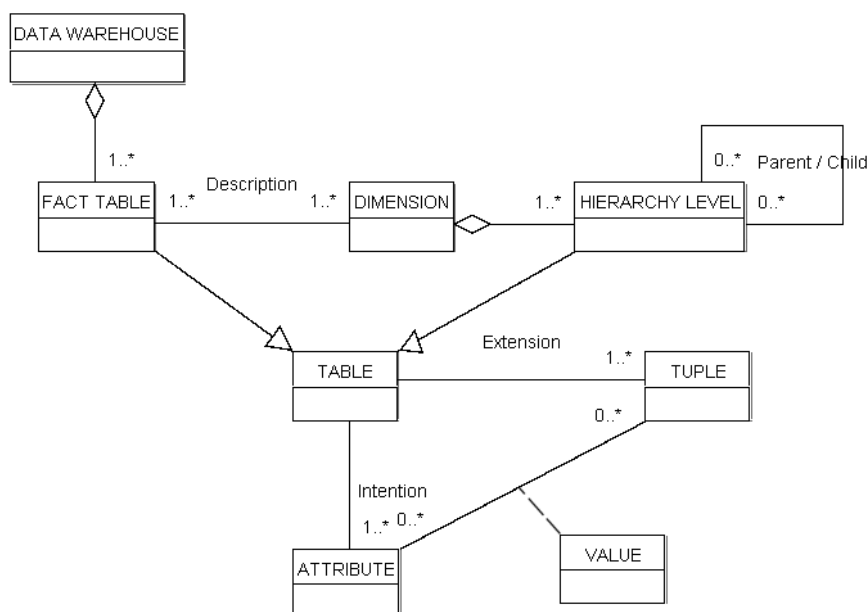 DATA WAREHOUSE
1..*
FACT TABLE
1..*
Description
1..*
DIMENSION
1..*
HIERARCHY LEVEL
0..*
Parent / Child
0..*
TABLE
Extension
1..*
TUPLE
0..*
Intention
1..*
0..*
ATTRIBUTE
VALUE